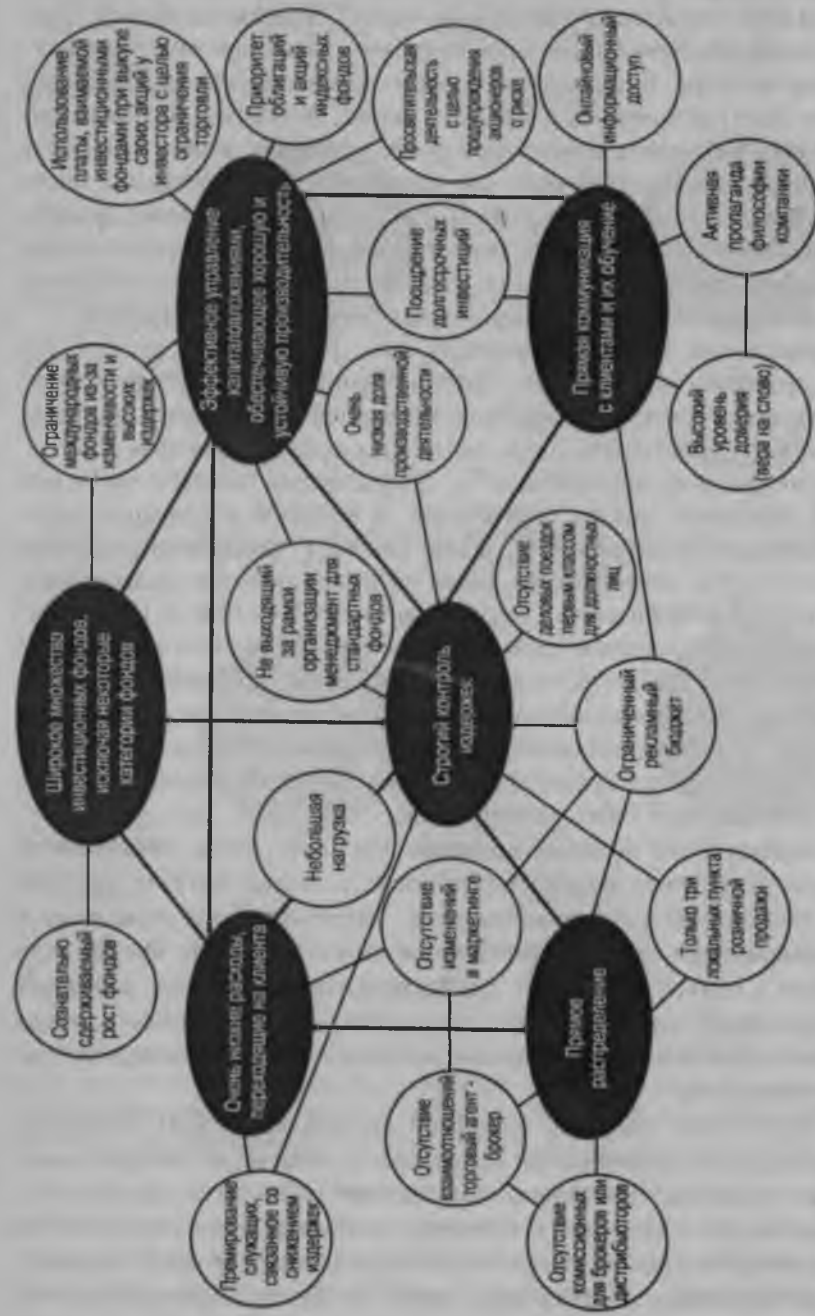 Использование
платы, взимаемой
инвестиционными
фондами при выкупе
своих акций у
инвестора с целью
ограничения
торговли
Приоритет
облигаций
и акций
индексных
фондов
Просветительская
деятельность
с целью
предупреждения
акционеров
о риске
Онлайновый
информационный
доступ
Ограничение
международных
фондов из-за
изменчивости и
высоких
издержек
Эффективное управление
капиталовложениями,
обеспечивающее хорошую и
устойчивую производительность
Поощрение
долгосрочных
инвестиций
Прямая коммуникация
с клиентами и их обучение
Активная
пропаганда
философии
компании
Очень
низкая доля
производственной
деятельности
Высокий
уровень
доверия
(вера на слово)
Широкое множество
инвестиционных фондов,
исключая некоторые
категории фондов
Не выходящий
за рамки
организации
менеджмент для
стандартных
фондов
Строгий контроль
издержек
Отсутствие
деловых поездок
первым классом
для должностных
лиц
Небольшая
нагрузка
Ограниченный
рекламный
бюджет
Сознательно
сдерживаемый
рост фондов
Очень низкие расходы,
переходящие на клиента
Отсутствие
изменений
в маркетинге
Только три
локальных пункта
розничной
продажи
Прямое
распределение
Премирование
служащих,
связанное со
снижением
издержек
Отсутствие
взаимоотношений
торговый агент -
брокер
Отсутствие
комиссионных
для брокеров или
дистрибьюторов